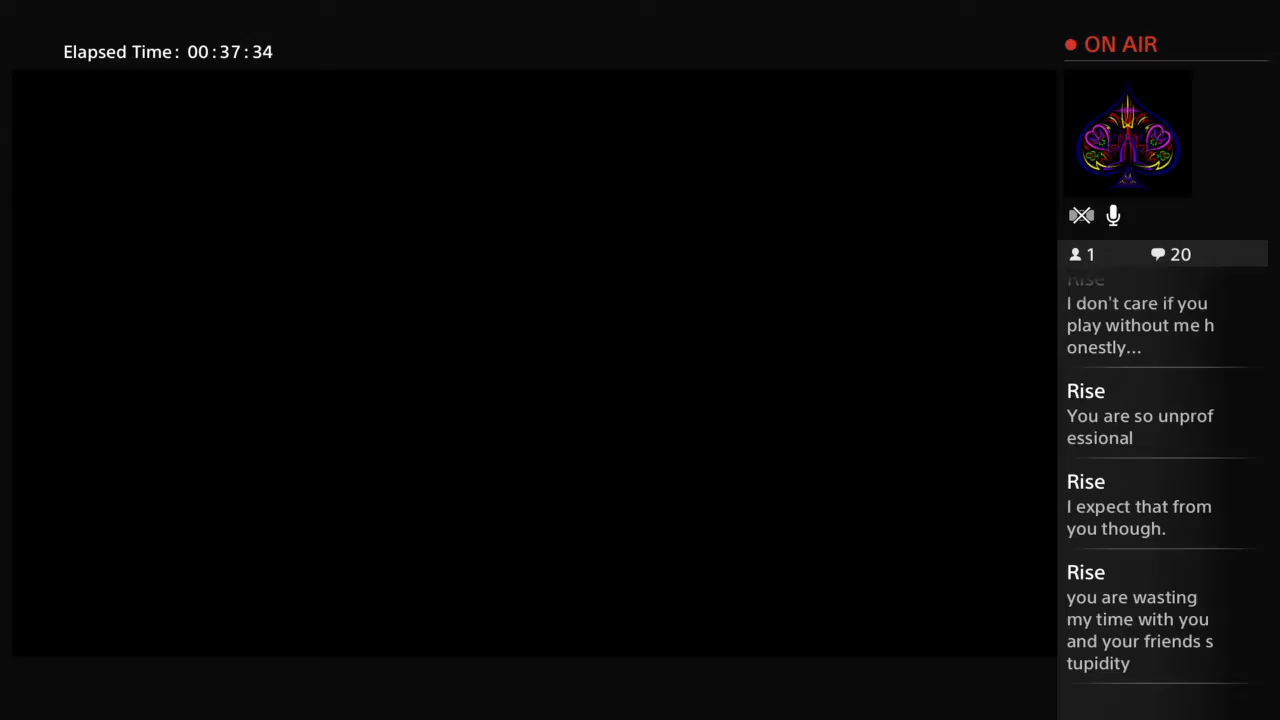 Elapsed Time: 00:37:34
ON AIR
1 20
Rise
I don't care if you
play without me h
onestly...
Rise
You are so unprof
essional
Rise
I expect that from
you though.
Rise
you are wasting
my time with you
and your friends s
tupidity